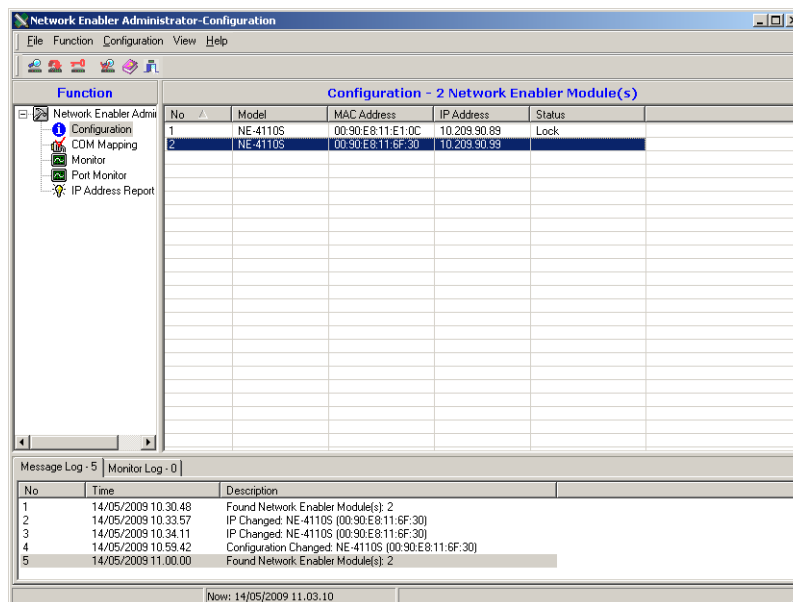 Network Enabler Administrator-Configuration
File Function Configuration View Help
Function
Configuration - 2 Network Enabler Module(s)
Network Enabler Admii
Configuration
COM Mapping
Monitor
Port Monitor
IP Address Report
No Model MAC Address IP Address Status
1 NE-4110S 00:90:E8:11:E1:0C 10.209.90.89 Lock
2 NE-4110S 00:90:E8:11:6F:30 10.209.90.99
Message Log - 5 Monitor Log - 0
No Time Description
1 14/05/2009 10.30.48 Found Network Enabler Module(s): 2
2 14/05/2009 10.33.57 IP Changed: NE-4110S (00:90:E8:11:6F:30)
3 14/05/2009 10.34.11 IP Changed: NE-4110S (00:90:E8:11:6F:30)
4 14/05/2009 10.59.42 Configuration Changed: NE-4110S (00:90:E8:11:6F:30)
5 14/05/2009 11.00.00 Found Network Enabler Module(s): 2
Now: 14/05/2009 11.03.10